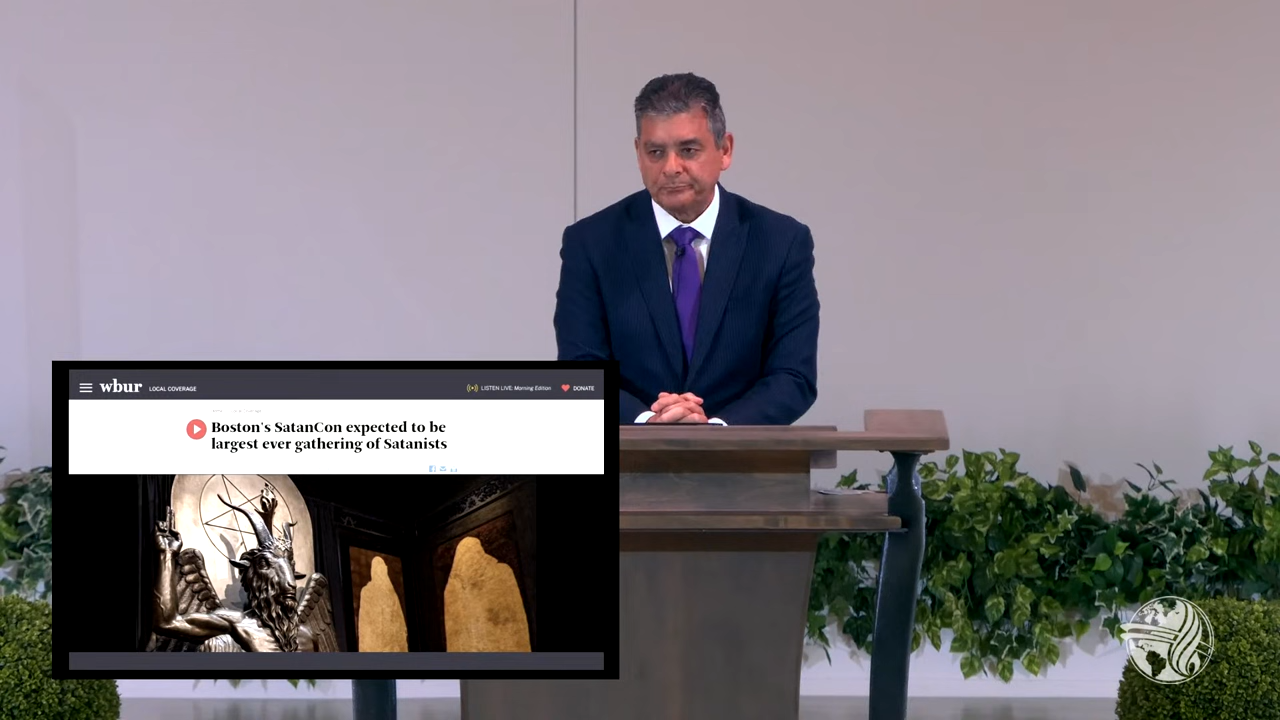 wbur LOCAL COVERAGE
LISTEN LIVE: Morning Edition DONATE
Boston's SatanCon expected to be
largest ever gathering of Satanists